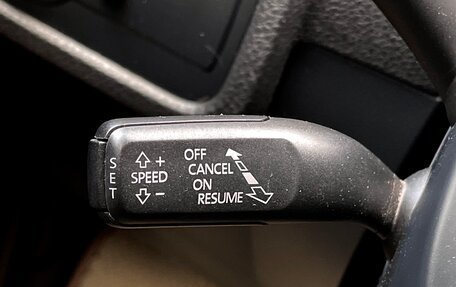 SET
+
SPEED
-
OFF
CANCEL
ON
RESUME